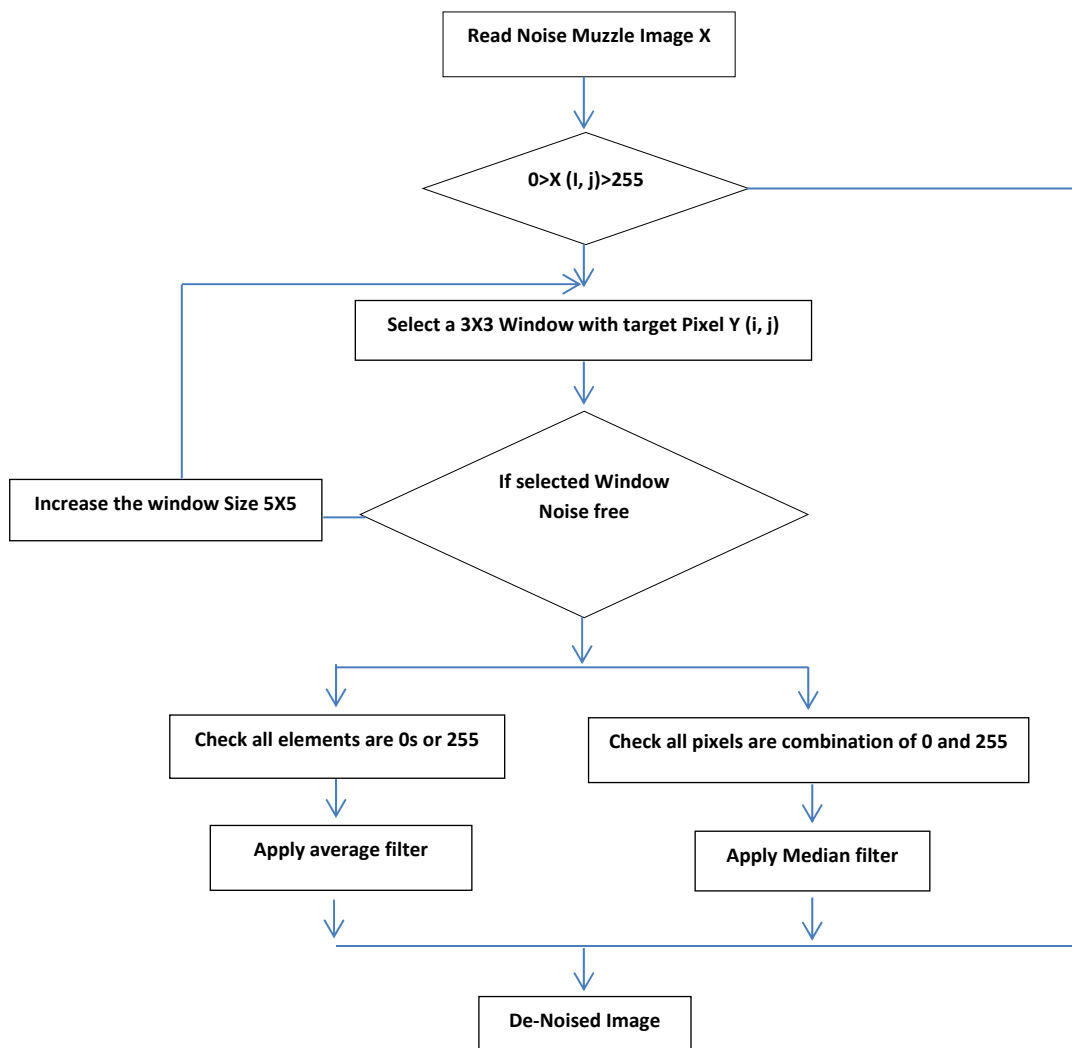 Read Noise Muzzle Image X
0>X (I, j)>255
Select a 3X3 Window with target Pixel Y (i, j)
If selected Window
Noise free
Increase the window Size 5X5
Check all elements are 0s or 255
Check all pixels are combination of 0 and 255
Apply average filter
Apply Median filter
De-Noised Image